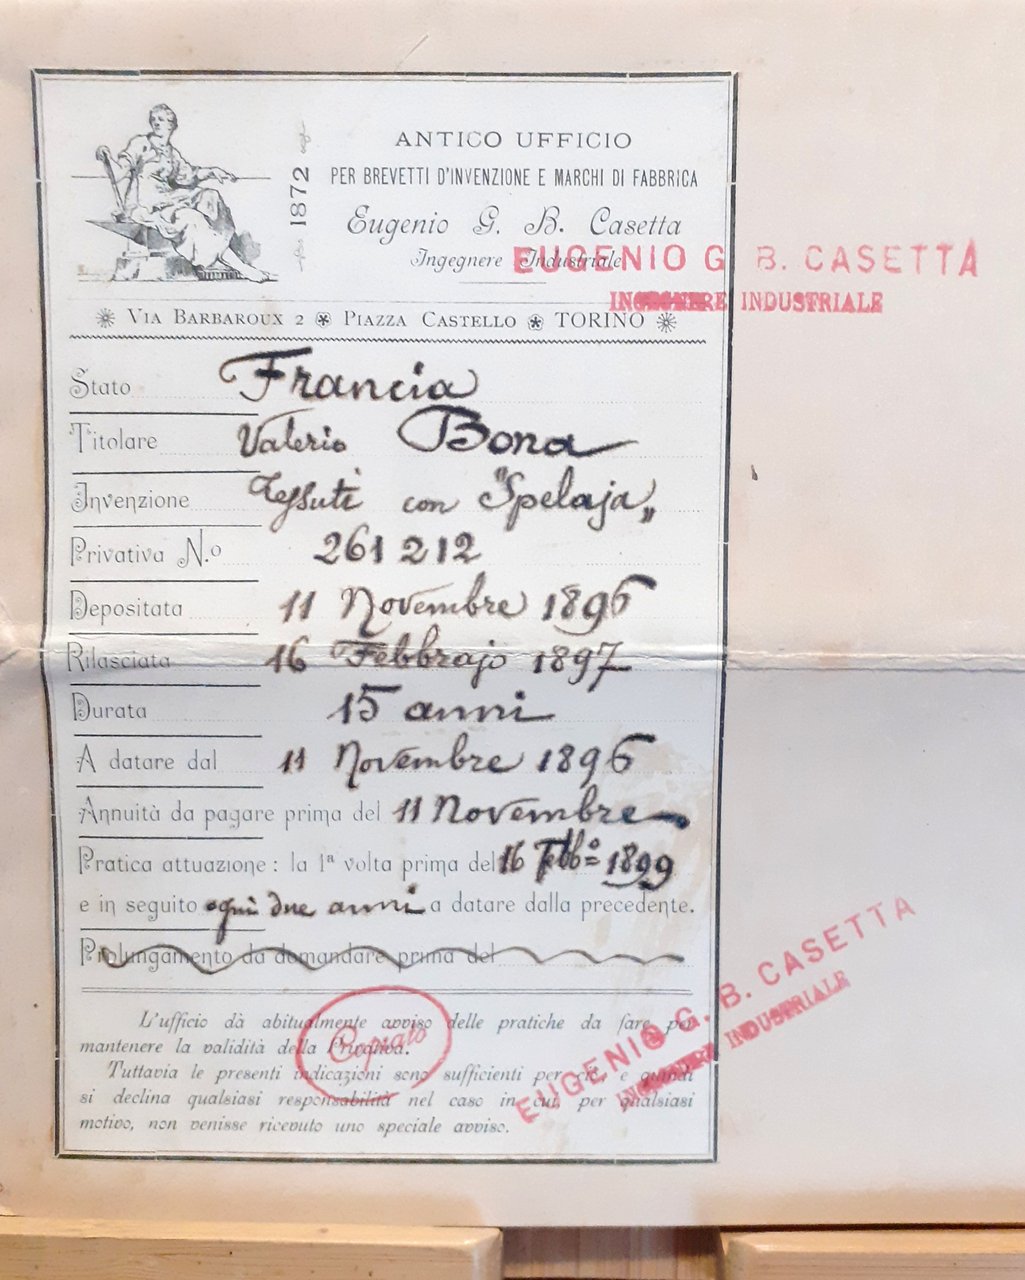 1872
ANTICO UFFICIO
PER BREVETTI D'INVENZIONE E MARCHI DI FABBRICA
Eugenio G. B. Casetta
Ingegnere Industriale
EUGENIO G. B. CASETTA
INGEGNERE INDUSTRIALE
VIA BARBAROUX 2 PIAZZA CASTELLO TORINO
Stato Francia
Titolare Valerio Bona
Invenzione Tessuti con "Spelaja"
Privativa N.o 261212
Depositata 11 Novembre 1896
Rilasciata 16 Febbrajo 1897
Durata 15 anni
A datare dal 11 Novembre 1896
Annuità da pagare prima del 11 Novembre
Pratica attuazione : la 1a volta prima del 16 Febbo = 1899
e in seguito ogni due anni a datare dalla precedente.
Prolungamento da domandare prima del
L'ufficio dà abitualmente avviso delle pratiche da fare per
mantenere la validità della Privativa.
Tuttavia le presenti indicazioni sono sufficienti per ciò, e quindi
si declina qualsiasi responsabilità nel caso in cui, per qualsiasi
motivo, non venisse ricevuto uno speciale avviso.
Copiato
EUGENIO G. B. CASETTA
INGEGNERE INDUSTRIALE